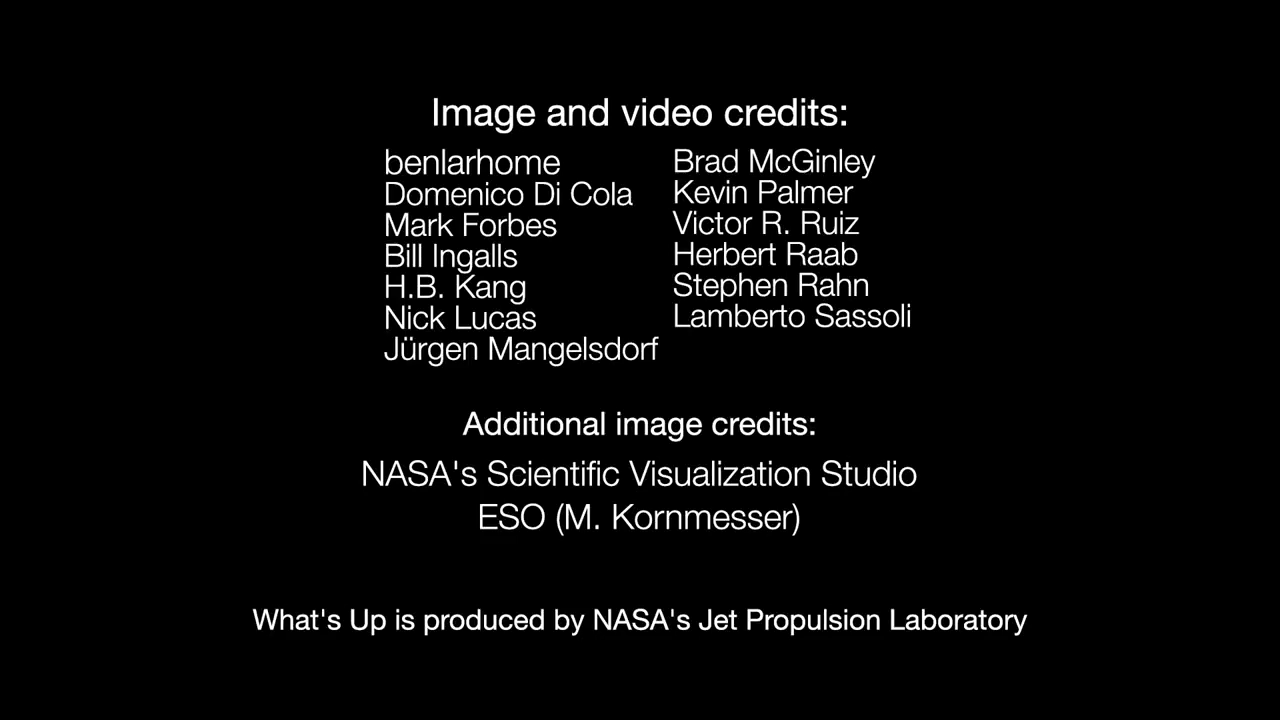 Image and video credits:
benlarhome
Domenico Di Cola
Mark Forbes
Bill Ingalls
H.B. Kang
Nick Lucas
Jürgen Mangelsdorf
Brad McGinley
Kevin Palmer
Victor R. Ruiz
Herbert Raab
Stephen Rahn
Lamberto Sassoli
Additional image credits:
NASA's Scientific Visualization Studio
ESO (M. Kornmesser)
What's Up is produced by NASA's Jet Propulsion Laboratory